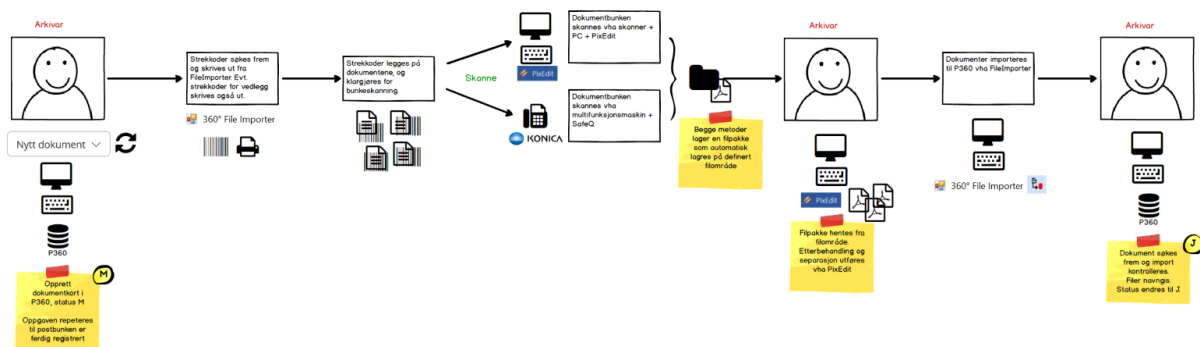 Arkivar
Nytt dokument
P360
M
Opprett
dokumentkort i
P360, status M
Oppgaven repeteres
til postbunken er
ferdig registrert
Strekkoder søkes frem
og skrives ut fra
FileImporter Evt.
strekkoder for vedlegg
skrives også ut.
360° File Importer
Strekkoder legges på
dokumentene, og
klargjøres for
bunkeskanning.
Skanne
PixEdit
Dokumentbunken
skannes vha skanner +
PC + PixEdit
KONICA
Dokumentbunken
skannes vha
multifunksjonsmaskin +
SafeQ
Begge metoder
lager en filpakke
som automatisk
lagres på definert
filområde
Arkivar
PixEdit
Filpakke hentes fra
filområde.
Etterbehandling og
separasjon utføres
vha PixEdit
Dokumenter importeres
til P360 vha FileImporter
360° File Importer
Arkivar
P360
J
Dokument søkes
frem og import
kontrolleres.
Filer navngis.
Status endres til J.